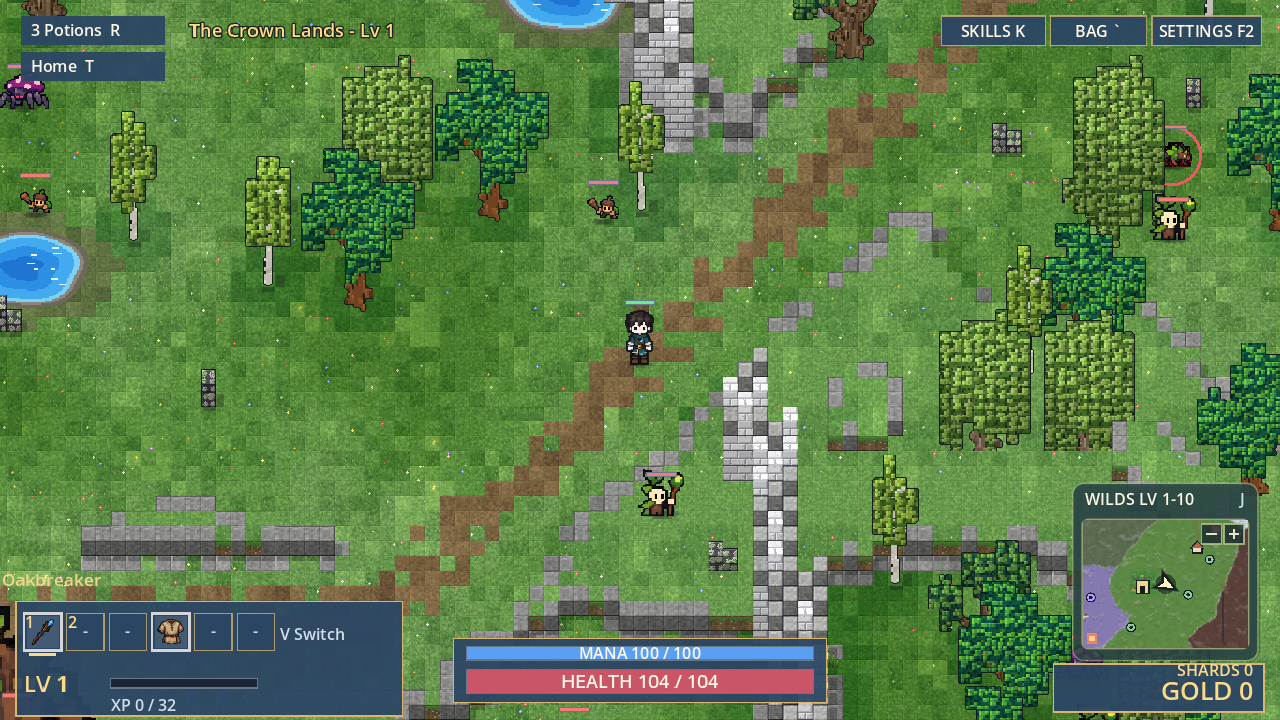 3 Potions R
The Crown Lands - Lv 1
SKILLS K
BAG `
SETTINGS F2
Home T
WILDS LV 1-10
J
Oakbreaker
1
2
-
-
-
-
V Switch
LV 1
XP 0 / 32
MANA 100 / 100
HEALTH 104 / 104
SHARDS 0
GOLD 0